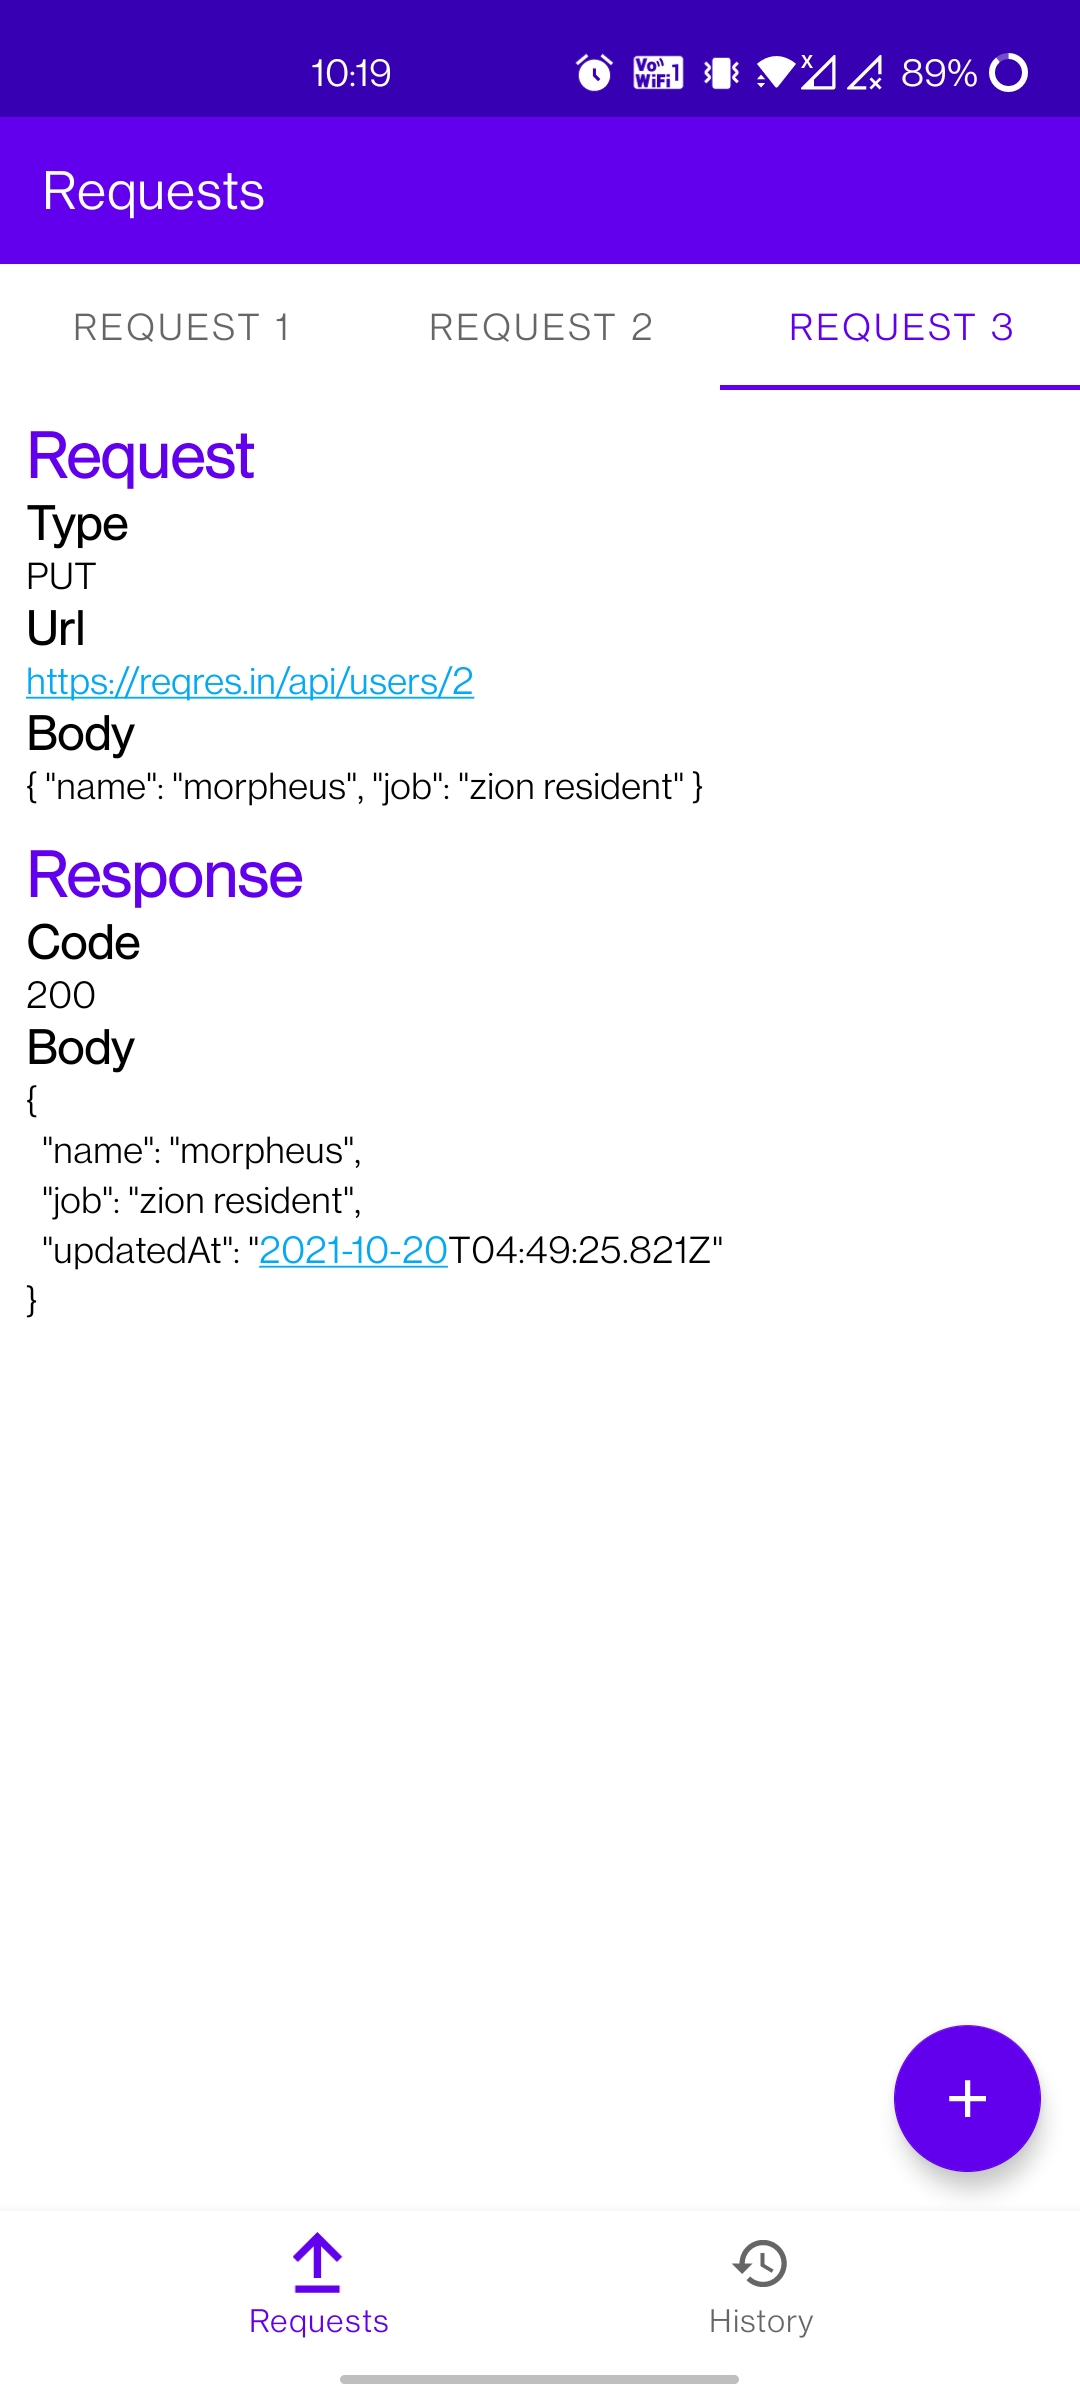 10:19 Vo WiFi 1 89%
Requests
REQUEST 1 REQUEST 2 REQUEST 3
Request
Type
PUT
Url
https://reqres.in/api/users/2
Body
{ "name": "morpheus", "job": "zion resident" }
Response
Code
200
Body
{
"name": "morpheus",
"job": "zion resident",
"updatedAt": "2021-10-20T04:49:25.821Z"
}
Requests History